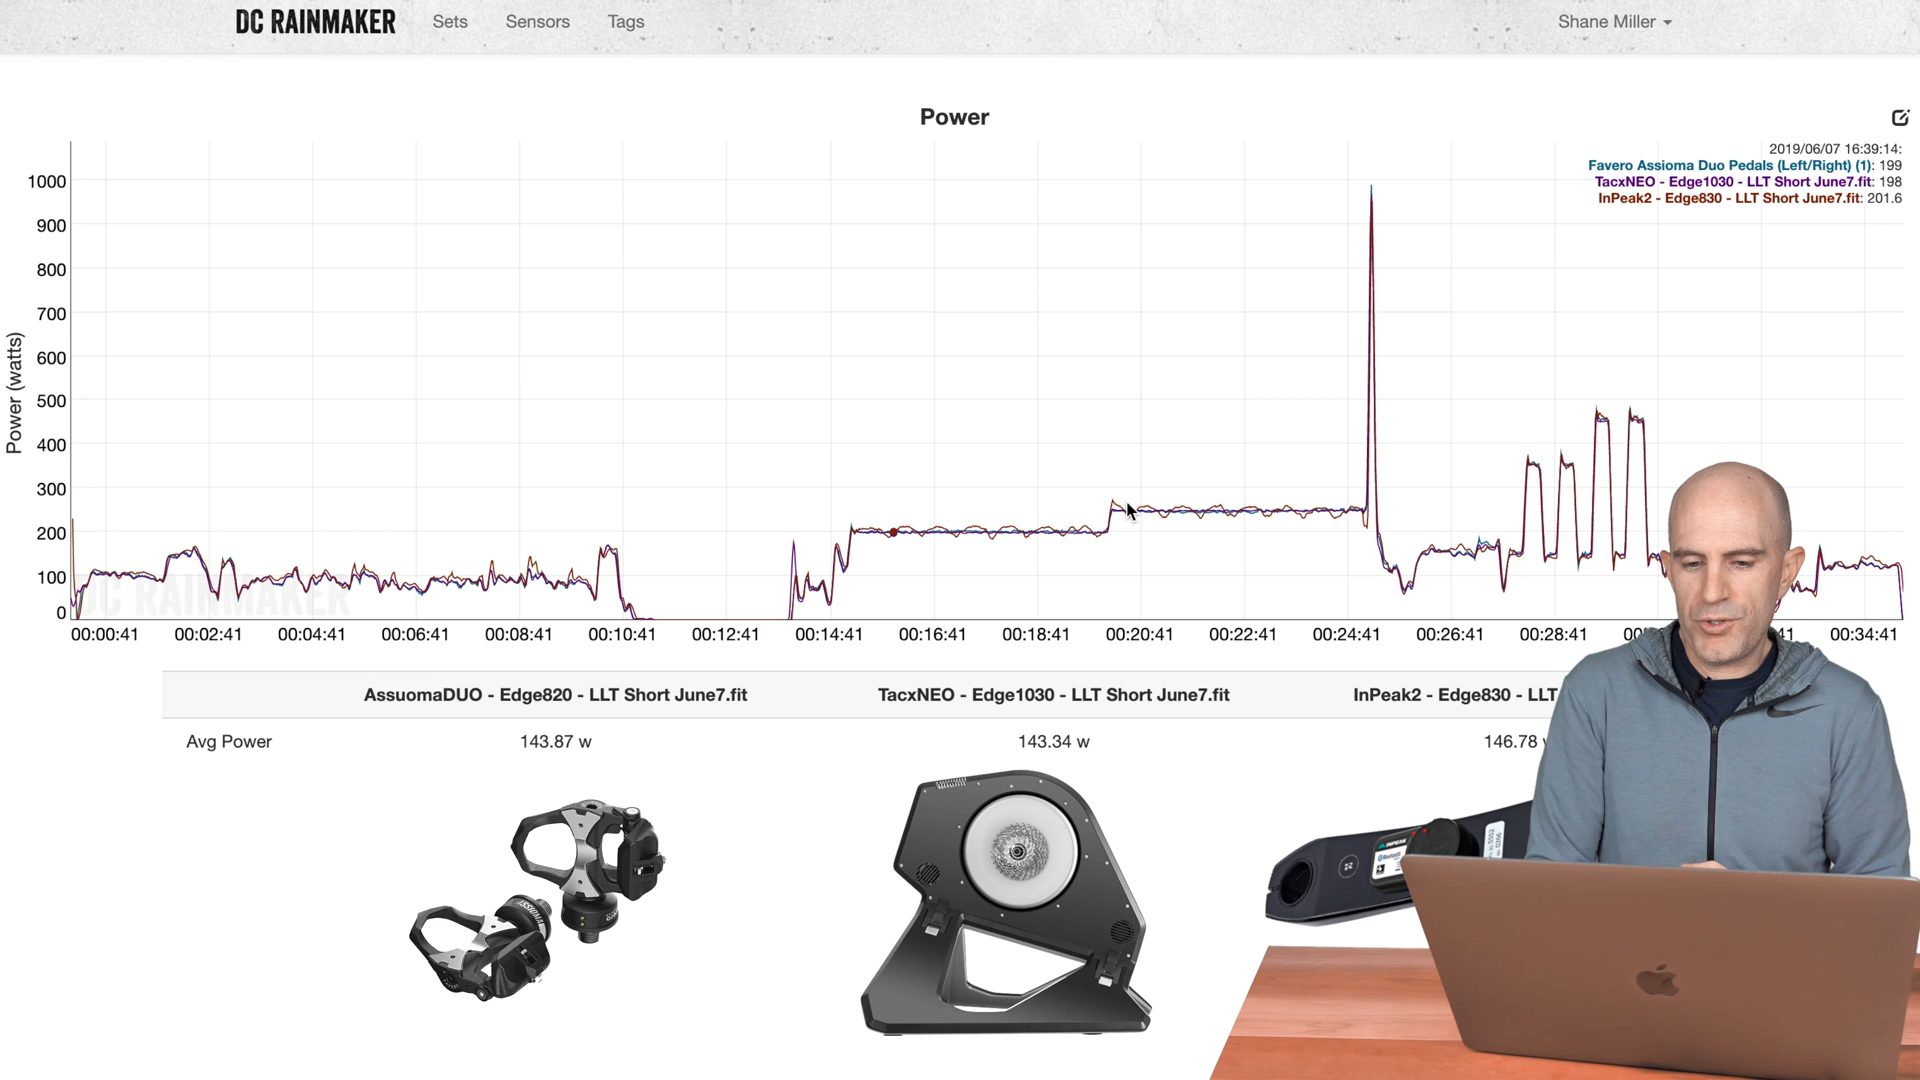 DC RAINMAKER Sets Sensors Tags Shane Miller
Power
2019/06/07 16:39:14:
Favero Assioma Duo Pedals (Left/Right) (1): 199
TacxNEO - Edge1030 - LLT Short June7.fit: 198
InPeak2 - Edge830 - LLT Short June7.fit: 201.6
Power (watts)
1000
900
800
700
600
500
400
300
200
100
0
DC RAINMAKER
00:00:41 00:02:41 00:04:41 00:06:41 00:08:41 00:10:41 00:12:41 00:14:41 00:16:41 00:18:41 00:20:41 00:22:41 00:24:41 00:26:41 00:28:41 00:34:41
AssuomaDUO - Edge820 - LLT Short June7.fit TacxNEO - Edge1030 - LLT Short June7.fit InPeak2 - Edge830 - LLT
Avg Power 143.87 w 143.34 w 146.78
ASSIOMA
INPEAK
Bluetooth